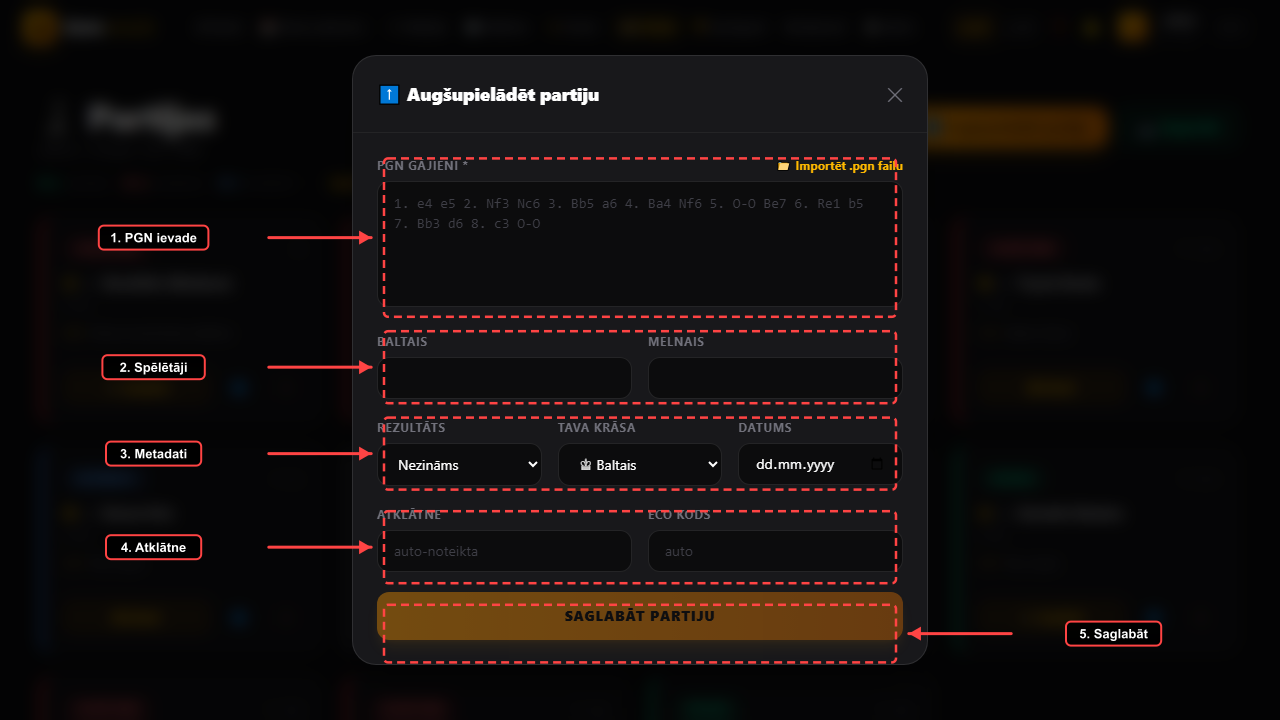 Partijas
Augšupielādēt partiju
PGN GĀJIENI *
Importēt .pgn failu
1. e4 e5 2. Nf3 Nc6 3. Bb5 a6 4. Ba4 Nf6 5. O-O Be7 6. Re1 b5
7. Bb3 d6 8. c3 O-O
1. PGN ievade
BALTAIS
MELNAIS
2. Spēlētāji
REZULTĀTS
TAVA KRĀSA
DATUMS
3. Metadati
Nezināms
Baltais
dd.mm.yyyy
ATKLĀTNE
ECO KODS
4. Atklātne
auto-noteikta
auto
SAGLABĀT PARTIJU
5. Saglabāt